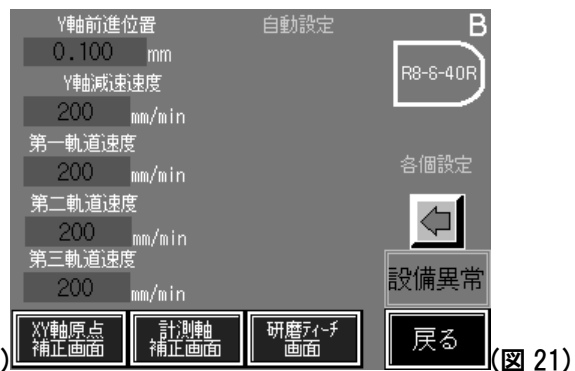 Y軸前進位置
自動設定
B
0.100 mm
R8-6-40R
Y軸減速速度
200 mm/min
第一軌道速度
200 mm/min
各個設定
第二軌道速度
200 mm/min
第三軌道速度
200 mm/min
設備異常
XY軸原点
補正画面
計測軸
補正画面
研磨ティーチ
画面
戻る
)
(図 21)